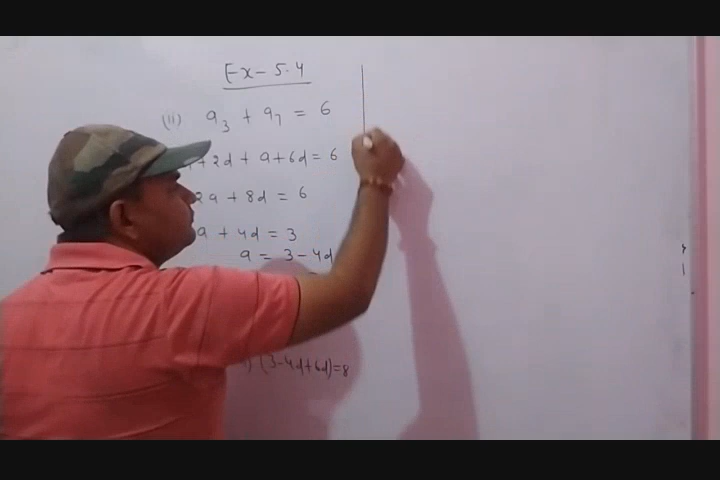 Ex-5.4
(ii) a₃ + a₇ = 6
+ 2d + a + 6d = 6
2a + 8d = 6
a + 4d = 3
a = 3 - 4d
(3-4d+6d)=8